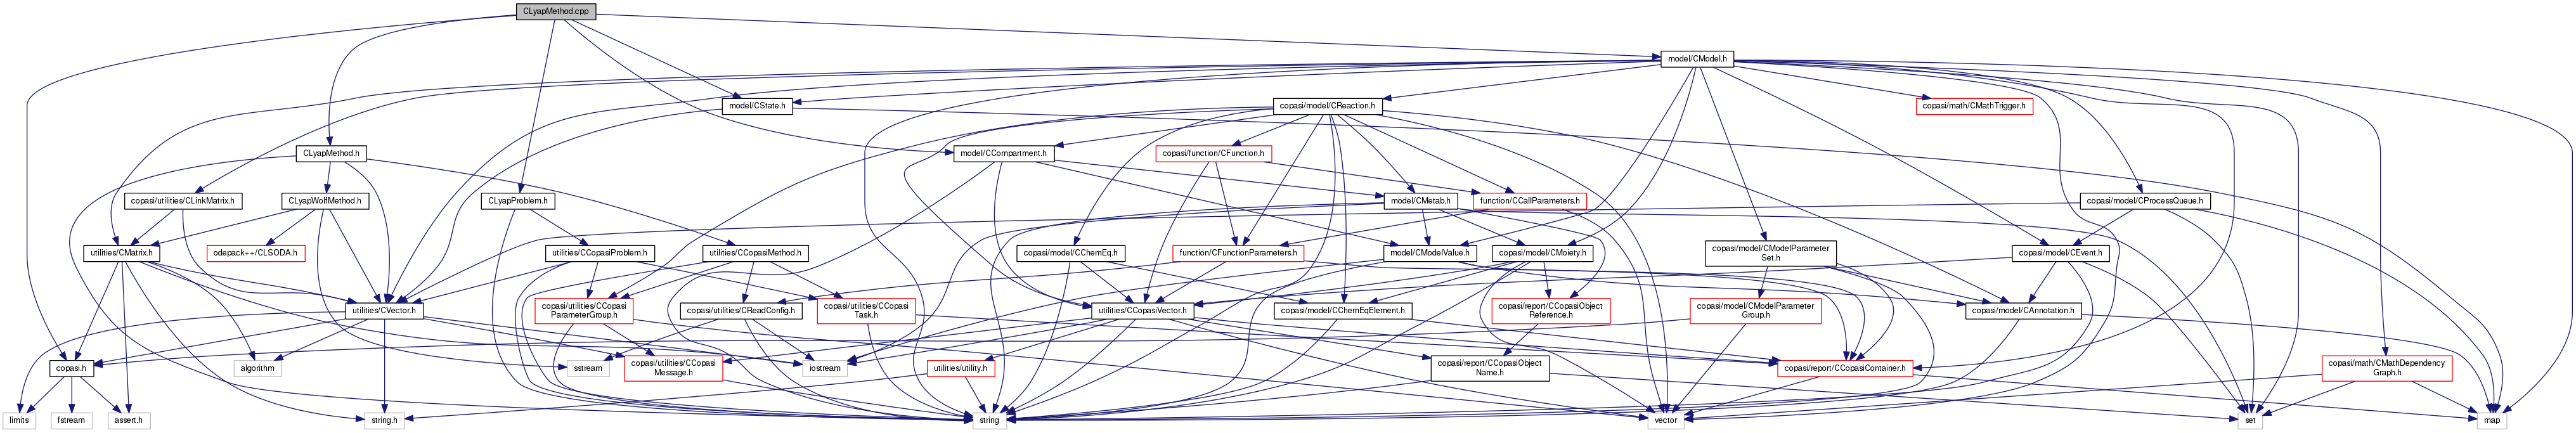 CLyapMethod.cpp
model/CModel.h
model/CState.h
copasi/model/CReaction.h
copasi/math/CMathTrigger.h
CLyapMethod.h
model/CCompartment.h
copasi/function/CFunction.h
copasi/utilities/CLinkMatrix.h
CLyapWolfMethod.h
CLyapProblem.h
model/CMetab.h
function/CCallParameters.h
copasi/model/CProcessQueue.h
utilities/CMatrix.h
odepack++/CLSODA.h
utilities/CCopasiProblem.h
utilities/CCopasiMethod.h
copasi/model/CChemEq.h
function/CFunctionParameters.h
model/CModelValue.h
copasi/model/CMoiety.h
copasi/model/CModelParameter
Set.h
copasi/model/CEvent.h
utilities/CVector.h
copasi/utilities/CCopasi
ParameterGroup.h
copasi/utilities/CReadConfig.h
copasi/utilities/CCopasi
Task.h
utilities/CCopasiVector.h
copasi/model/CChemEqElement.h
copasi/report/CCopasiObject
Reference.h
copasi/model/CModelParameter
Group.h
copasi/model/CAnnotation.h
copasi.h
algorithm
sstream
copasi/utilities/CCopasi
Message.h
iostream
utilities/utility.h
copasi/report/CCopasiObject
Name.h
copasi/report/CCopasiContainer.h
copasi/math/CMathDependency
Graph.h
limits
fstream
assert.h
string.h
string
vector
set
map